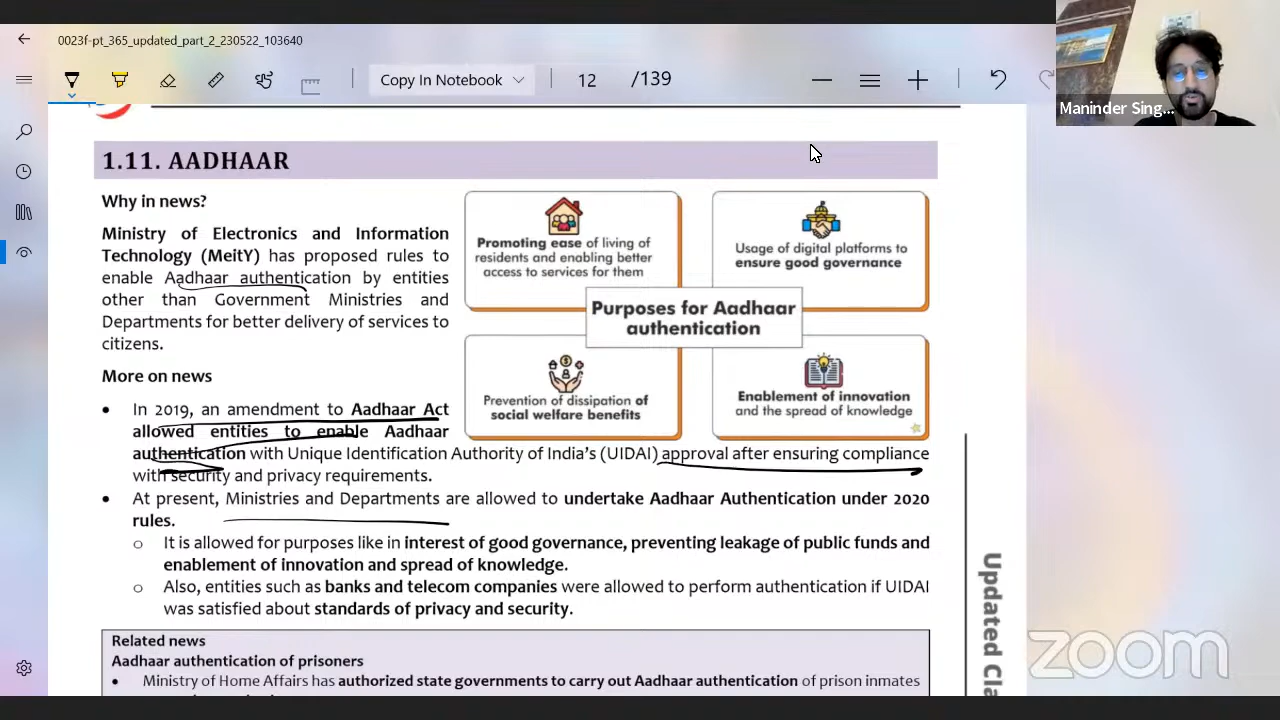 0023f-pt_365_updated_part_2_230522_103640
Copy In Notebook
12 /139
Maninder Sing...
1.11. AADHAAR
Why in news?
Ministry of Electronics and Information
Technology (MeitY) has proposed rules to
enable Aadhaar authentication by entities
other than Government Ministries and
Departments for better delivery of services to
citizens.
Promoting ease of living of
residents and enabling better
access to services for them
Usage of digital platforms to
ensure good governance
Purposes for Aadhaar
authentication
Prevention of dissipation of
social welfare benefits
Enablement of innovation
and the spread of knowledge
More on news
• In 2019, an amendment to Aadhaar Act
allowed entities to enable Aadhaar
authentication with Unique Identification Authority of India's (UIDAI) approval after ensuring compliance
with security and privacy requirements.
• At present, Ministries and Departments are allowed to undertake Aadhaar Authentication under 2020
rules.
o It is allowed for purposes like in interest of good governance, preventing leakage of public funds and
enablement of innovation and spread of knowledge.
o Also, entities such as banks and telecom companies were allowed to perform authentication if UIDAI
was satisfied about standards of privacy and security.
Related news
Aadhaar authentication of prisoners
• Ministry of Home Affairs has authorized state governments to carry out Aadhaar authentication of prison inmates
Updated Cla
zoom